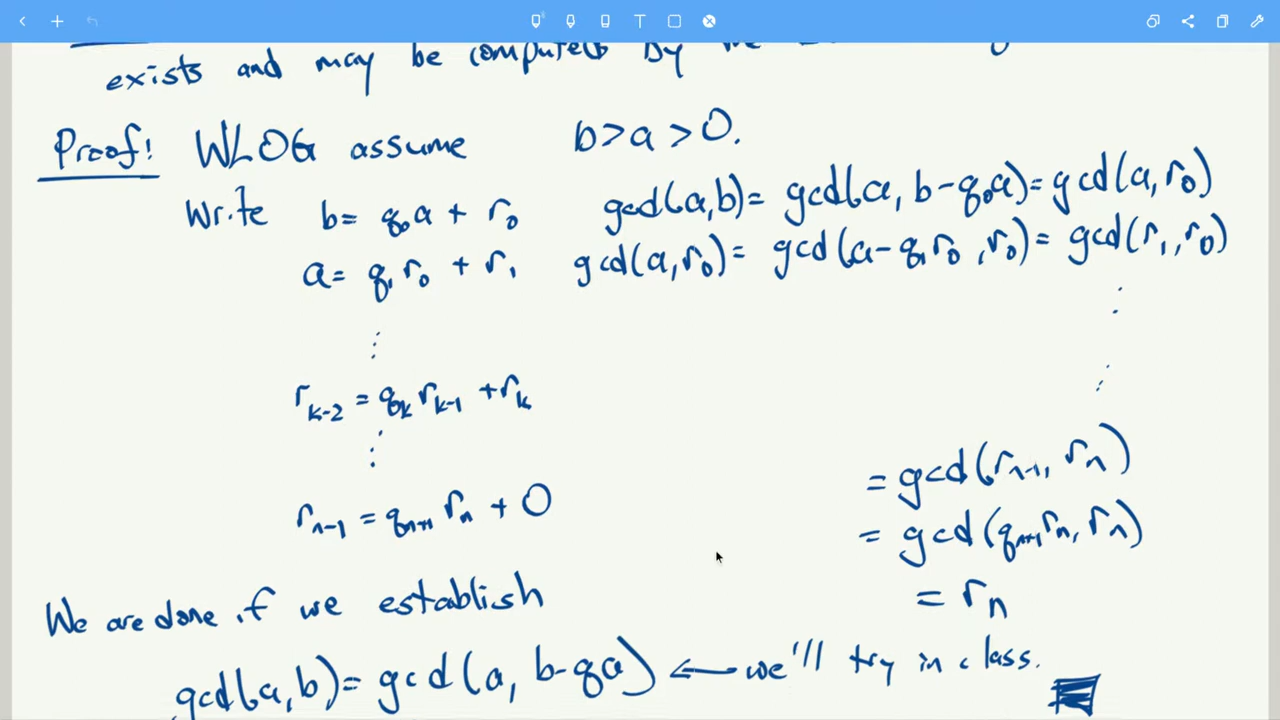 exists and may be computed by the
Proof! WLOG assume b>a>0.
Write b= q₀a + r₀ gcd(a,b)= gcd(a, b-q₀a)= gcd(a,r₀)
a= q₁r₀ + r₁ gcd(a,r₀)= gcd(a-q₁r₀,r₀)= gcd(r₁,r₀)
⋮
r_{k-2} = q_k r_{k-1} + r_k
⋮
= gcd(r_{n-1}, r_n)
r_{n-1} = q_{n+1} r_n + 0
= gcd(q_{n+1}r_n, r_n)
= r_n
We are done if we establish
gcd(a,b)= gcd(a, b-qa) ← we'll try in class.